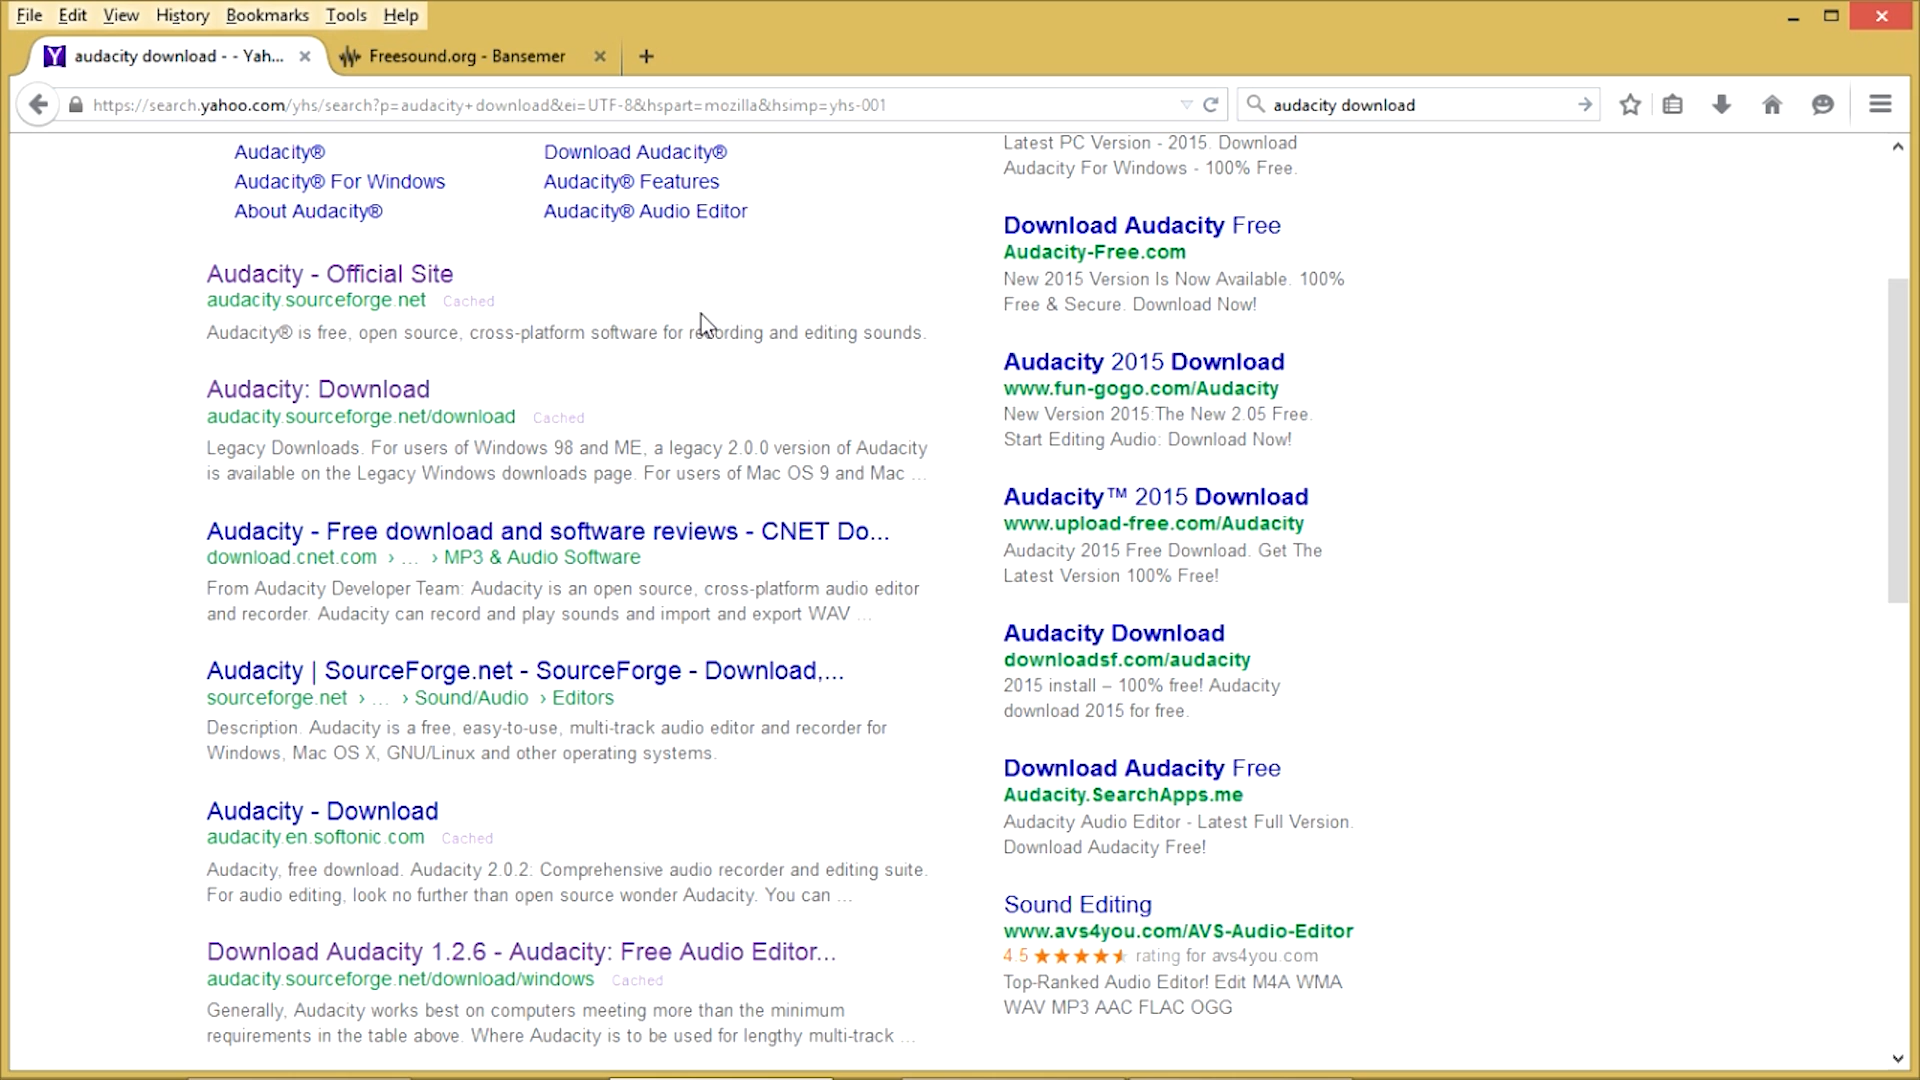 File Edit View History Bookmarks Tools Help
audacity download - - Yah...
Freesound.org - Bansemer
https://search.yahoo.com/yhs/search?p=audacity+download&ei=UTF-8&hspart=mozilla&hsimp=yhs-001
audacity download
Audacity® Download Audacity®
Audacity® For Windows Audacity® Features
About Audacity® Audacity® Audio Editor
Audacity - Official Site
audacity.sourceforge.net Cached
Audacity® is free, open source, cross-platform software for recording and editing sounds.
Audacity: Download
audacity.sourceforge.net/download Cached
Legacy Downloads. For users of Windows 98 and ME, a legacy 2.0.0 version of Audacity
is available on the Legacy Windows downloads page. For users of Mac OS 9 and Mac ...
Audacity - Free download and software reviews - CNET Do...
download.cnet.com › ... › MP3 & Audio Software
From Audacity Developer Team: Audacity is an open source, cross-platform audio editor
and recorder. Audacity can record and play sounds and import and export WAV ...
Audacity | SourceForge.net - SourceForge - Download,...
sourceforge.net › ... › Sound/Audio › Editors
Description. Audacity is a free, easy-to-use, multi-track audio editor and recorder for
Windows, Mac OS X, GNU/Linux and other operating systems.
Audacity - Download
audacity.en.softonic.com Cached
Audacity, free download. Audacity 2.0.2: Comprehensive audio recorder and editing suite.
For audio editing, look no further than open source wonder Audacity. You can ...
Download Audacity 1.2.6 - Audacity: Free Audio Editor...
audacity.sourceforge.net/download/windows Cached
Generally, Audacity works best on computers meeting more than the minimum
requirements in the table above. Where Audacity is to be used for lengthy multi-track ...
Latest PC Version - 2015. Download
Audacity For Windows - 100% Free.
Download Audacity Free
Audacity-Free.com
New 2015 Version Is Now Available. 100%
Free & Secure. Download Now!
Audacity 2015 Download
www.fun-gogo.com/Audacity
New Version 2015:The New 2.05 Free.
Start Editing Audio: Download Now!
Audacity™ 2015 Download
www.upload-free.com/Audacity
Audacity 2015 Free Download. Get The
Latest Version 100% Free!
Audacity Download
downloadsf.com/audacity
2015 install – 100% free! Audacity
download 2015 for free.
Download Audacity Free
Audacity.SearchApps.me
Audacity Audio Editor - Latest Full Version.
Download Audacity Free!
Sound Editing
www.avs4you.com/AVS-Audio-Editor
4.5 rating for avs4you.com
Top-Ranked Audio Editor! Edit M4A WMA
WAV MP3 AAC FLAC OGG